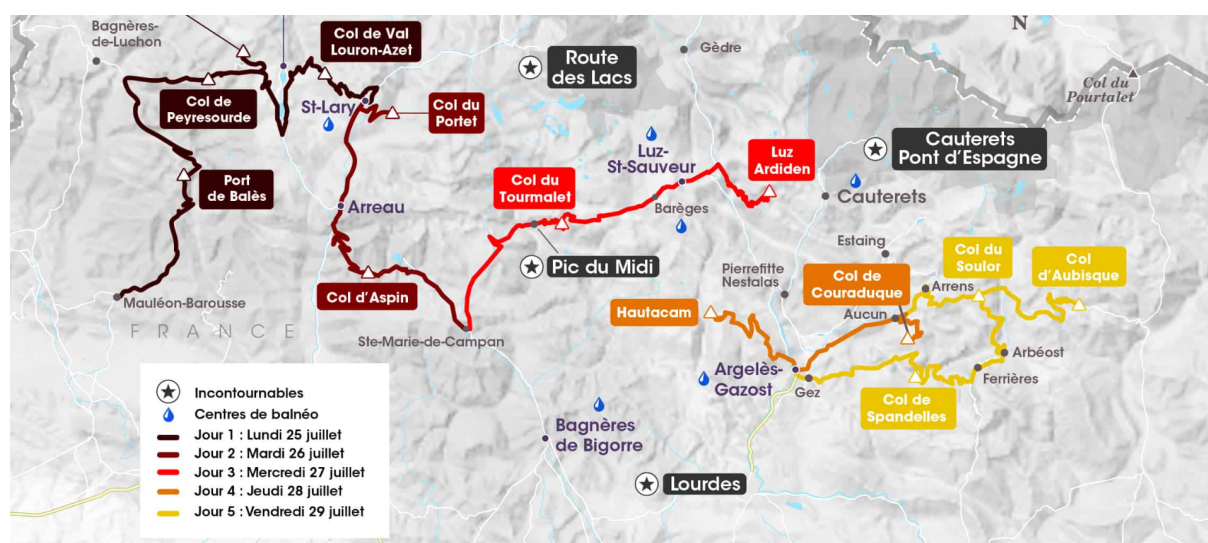 Bagnères-
de-Luchon
Col de Val
Louron-Azet
Route
des Lacs
Gèdre
N
Col du
Pourtalet
Col de
Peyresourde
St-Lary
Col du
Portet
Luz-
St-Sauveur
Luz
Ardiden
Cauterets
Pont d'Espagne
Port
de Balès
Arreau
Col du
Tourmalet
Barèges
Cauterets
Estaing
Pic du Midi
Pierrefitte
Nestalas
Col de
Couraduque
Col du
Soulor
Col
d'Aubisque
Mauléon-Barousse
Col d'Aspin
Arrens
Hautacam
Aucun
FRANCE
Ste-Marie-de-Campan
Arbéost
Argelès-
Gazost
Gez
Ferrières
Col de
Spandelles
Bagnères
de Bigorre
Lourdes
Incontournables
Centres de balnéo
Jour 1 : Lundi 25 juillet
Jour 2 : Mardi 26 juillet
Jour 3 : Mercredi 27 juillet
Jour 4 : Jeudi 28 juillet
Jour 5 : Vendredi 29 juillet